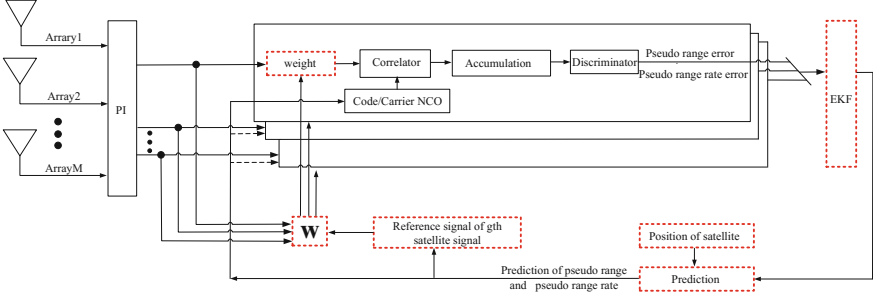 Arrary1
Array2
ArrayM
PI
weight
Correlator
Accumulation
Discriminator
Code/Carrier NCO
Pseudo range error
Pseudo range rate error
EKF
W
Reference signal of gth
satellite signal
Position of satellite
Prediction
Prediction of pseudo range
and pseudo range rate